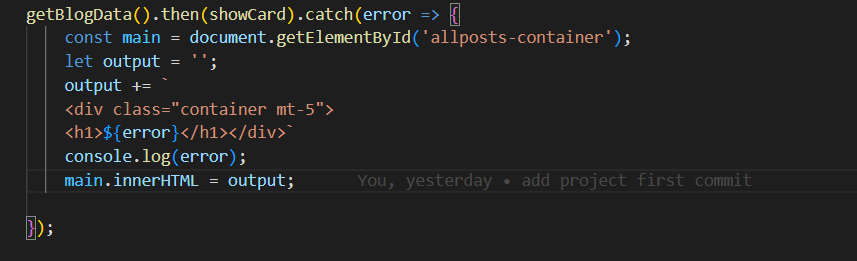 getBlogData().then(showCard).catch(error => {
    const main = document.getElementById('allposts-container');
    let output = '';
    output += `
    <div class="container mt-5">
    <h1>${error}</h1></div>`
    console.log(error);
    main.innerHTML = output;     You, yesterday • add project first commit
});